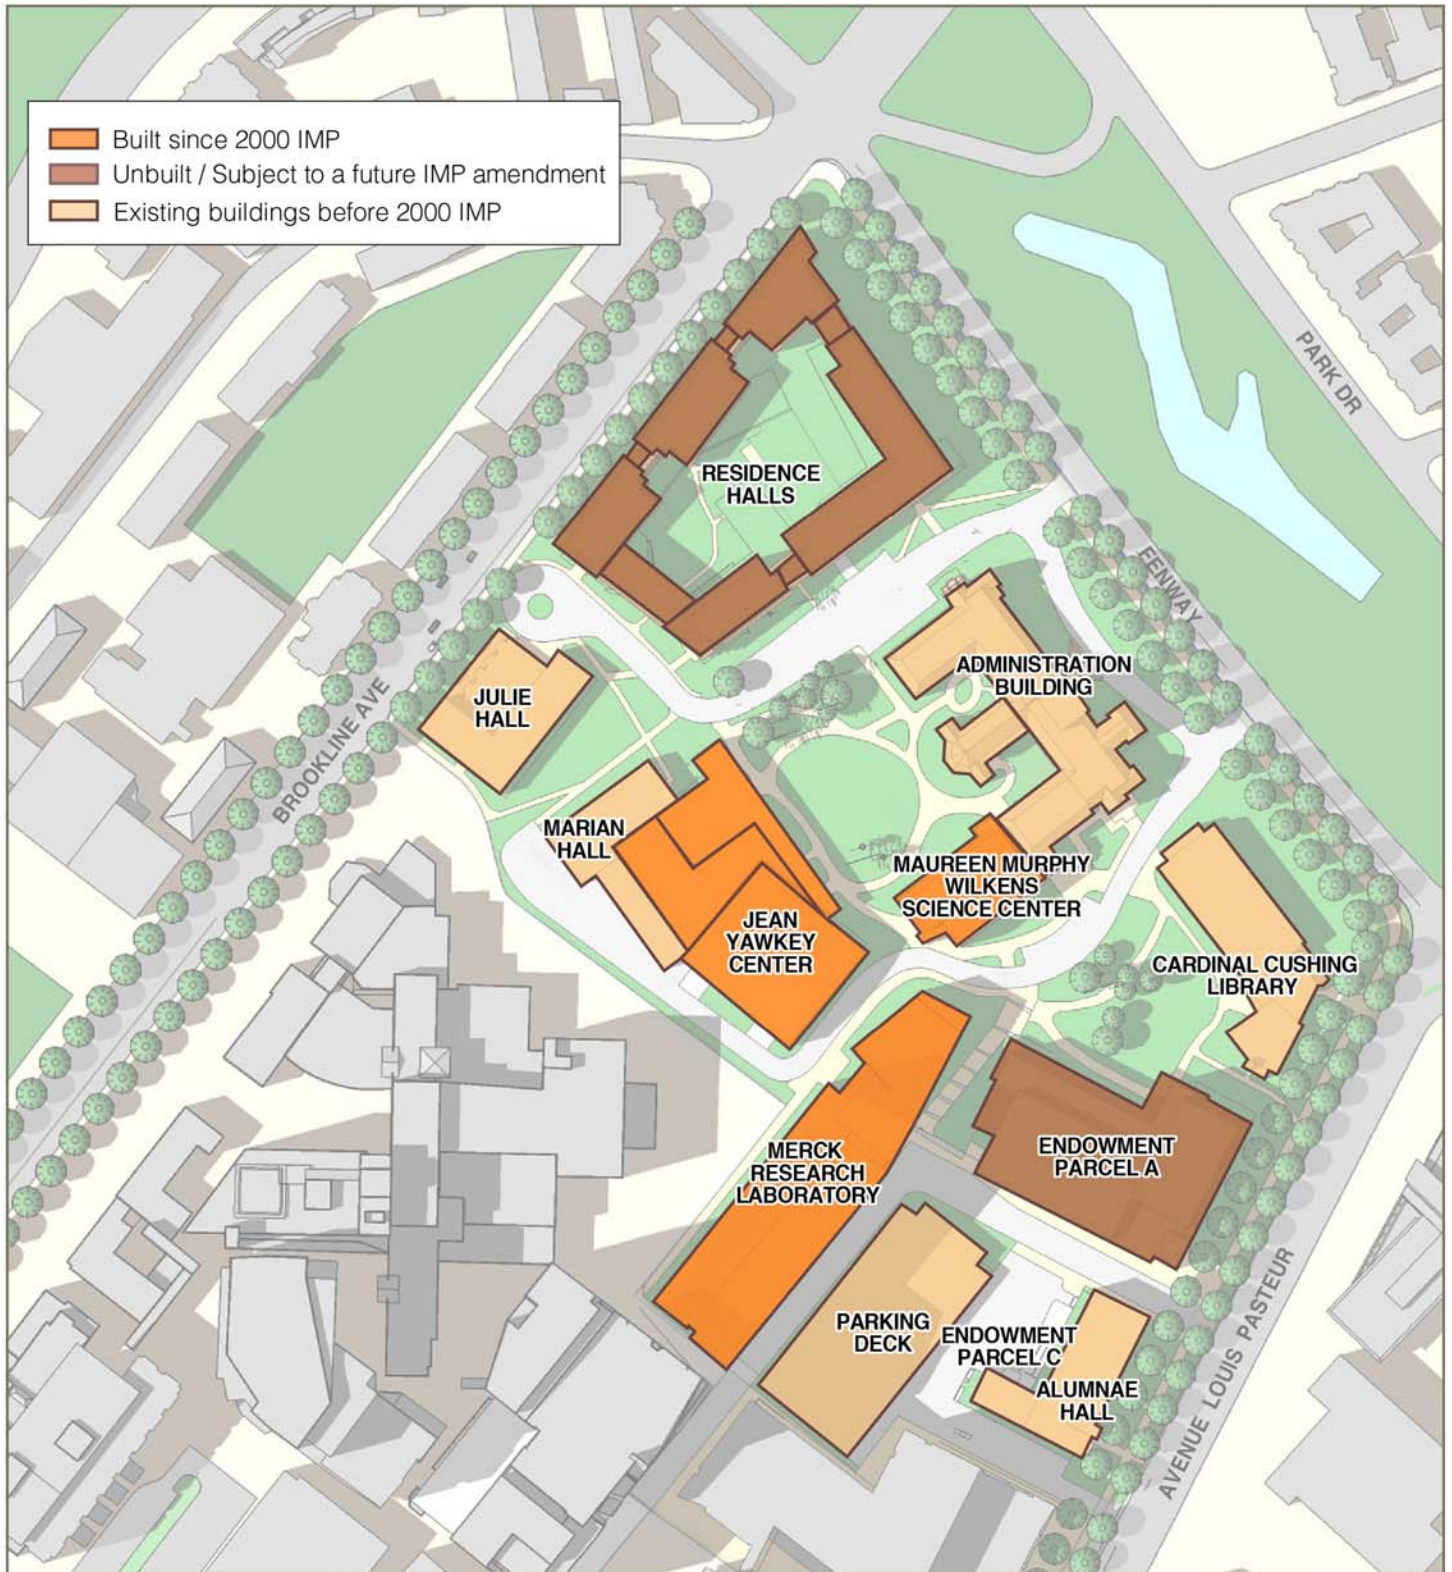 Built since 2000 IMP
Unbuilt / Subject to a future IMP amendment
Existing buildings before 2000 IMP
PARK DR
RESIDENCE
HALLS
FENWAY
ADMINISTRATION
BUILDING
JULIE
HALL
BROOKLINE AVE
MARIAN
HALL
MAUREEN MURPHY
WILKENS
SCIENCE CENTER
JEAN
YAWKEY
CENTER
CARDINAL CUSHING
LIBRARY
MERCK
RESEARCH
LABORATORY
ENDOWMENT
PARCEL A
PARKING
DECK
ENDOWMENT
PARCEL C
ALUMNAE
HALL
AVENUE LOUIS PASTEUR